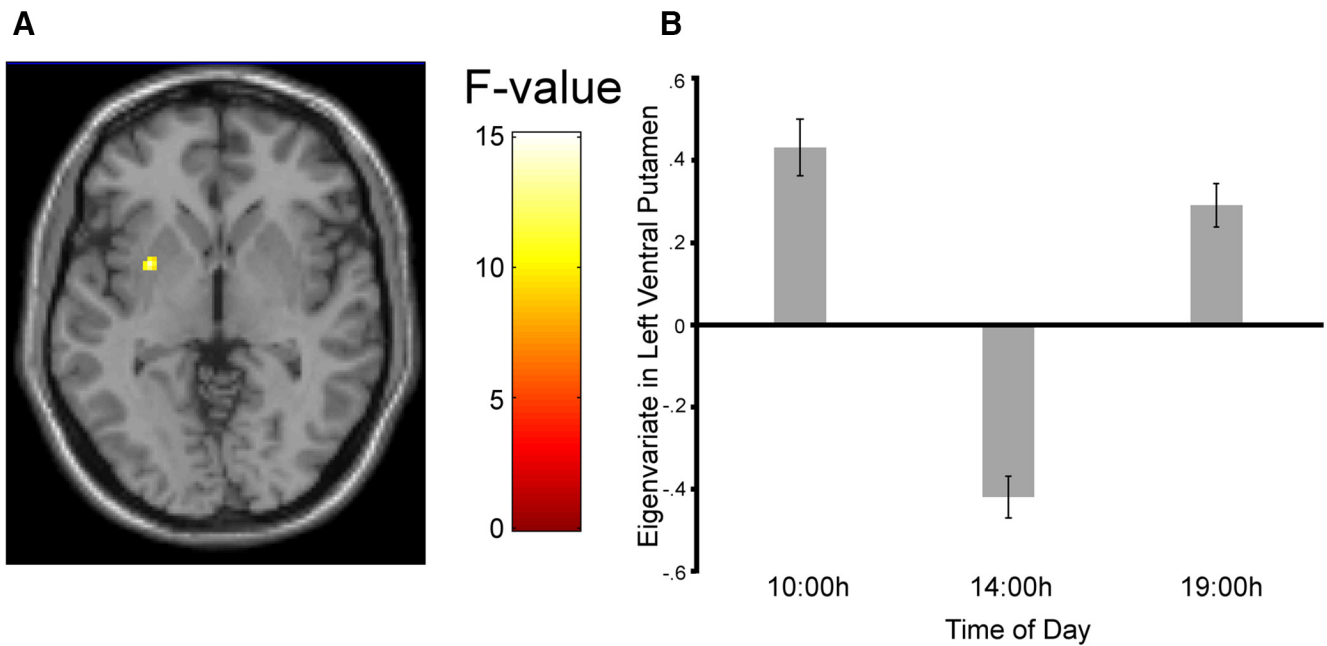 A
B
F-value
15
10
5
0
Eigenvariate in Left Ventral Putamen
.6
.4
.2
0
-.2
-.4
-.6
10:00h 14:00h 19:00h
Time of Day